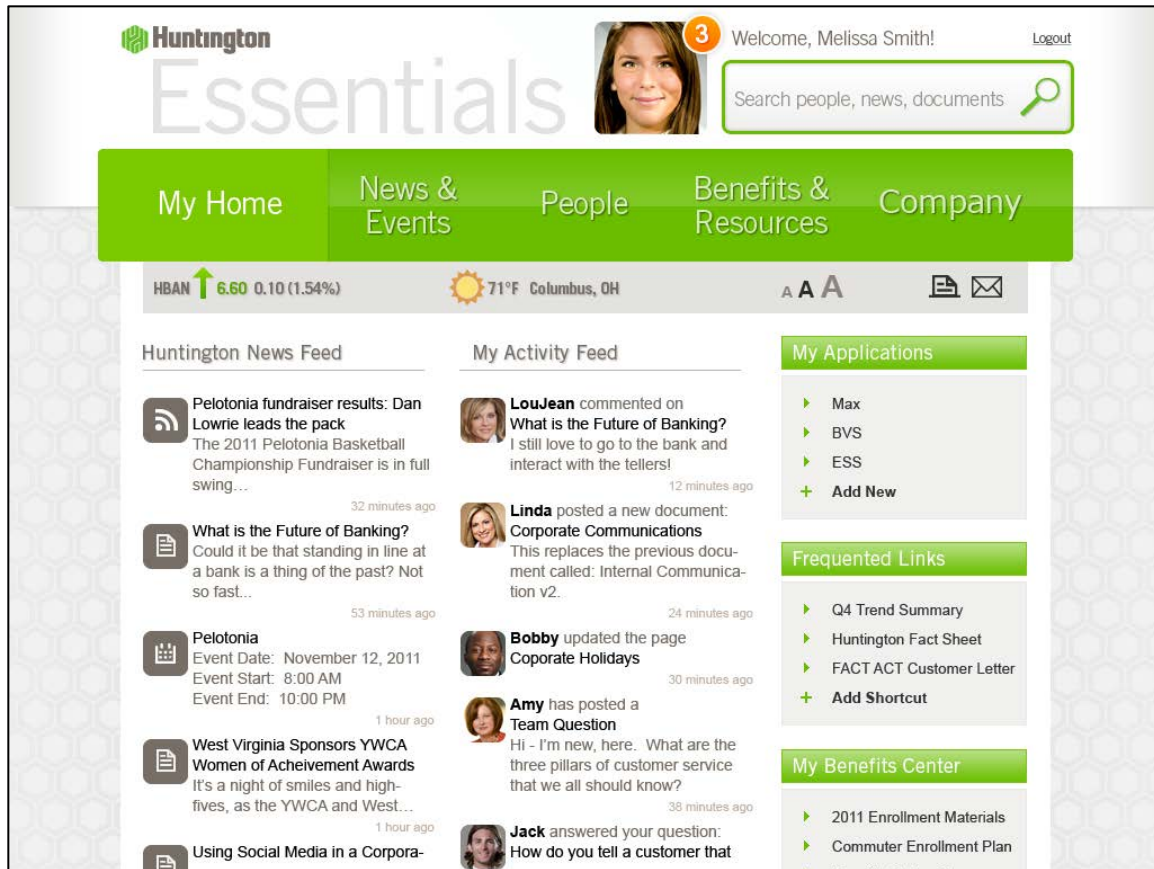 Huntington
Essentials
3
Welcome, Melissa Smith!
Logout
Search people, news, documents
My Home
News &
Events
People
Benefits &
Resources
Company
HBAN 6.60 0.10 (1.54%)
71°F Columbus, OH
A A A
Huntington News Feed
Pelotonia fundraiser results: Dan
Lowrie leads the pack
The 2011 Pelotonia Basketball
Championship Fundraiser is in full
swing…
32 minutes ago
What is the Future of Banking?
Could it be that standing in line at
a bank is a thing of the past? Not
so fast...
53 minutes ago
Pelotonia
Event Date: November 12, 2011
Event Start: 8:00 AM
Event End: 10:00 PM
1 hour ago
West Virginia Sponsors YWCA
Women of Acheivement Awards
It's a night of smiles and high-
fives, as the YWCA and West…
1 hour ago
Using Social Media in a Corpora-
My Activity Feed
LouJean commented on
What is the Future of Banking?
I still love to go to the bank and
interact with the tellers!
12 minutes ago
Linda posted a new document:
Corporate Communications
This replaces the previous docu-
ment called: Internal Communica-
tion v2.
24 minutes ago
Bobby updated the page
Coporate Holidays
30 minutes ago
Amy has posted a
Team Question
Hi - I'm new, here. What are the
three pillars of customer service
that we all should know?
38 minutes ago
Jack answered your question:
How do you tell a customer that
My Applications
Max
BVS
ESS
+ Add New
Frequented Links
Q4 Trend Summary
Huntington Fact Sheet
FACT ACT Customer Letter
+ Add Shortcut
My Benefits Center
2011 Enrollment Materials
Commuter Enrollment Plan